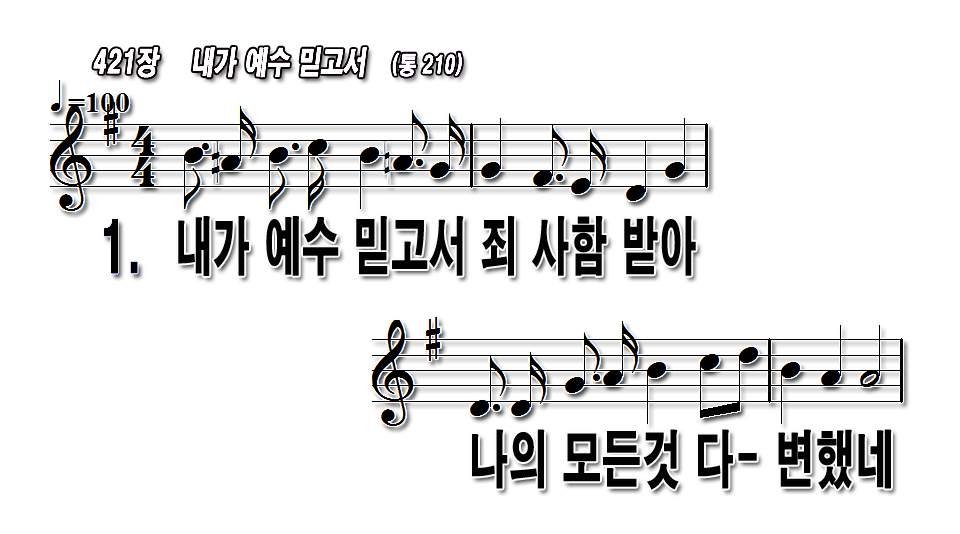 421장 내가 예수 믿고서 (통 210)
♩=100
1. 내가 예수 믿고서 죄 사함 받아
나의 모든것 다- 변했네